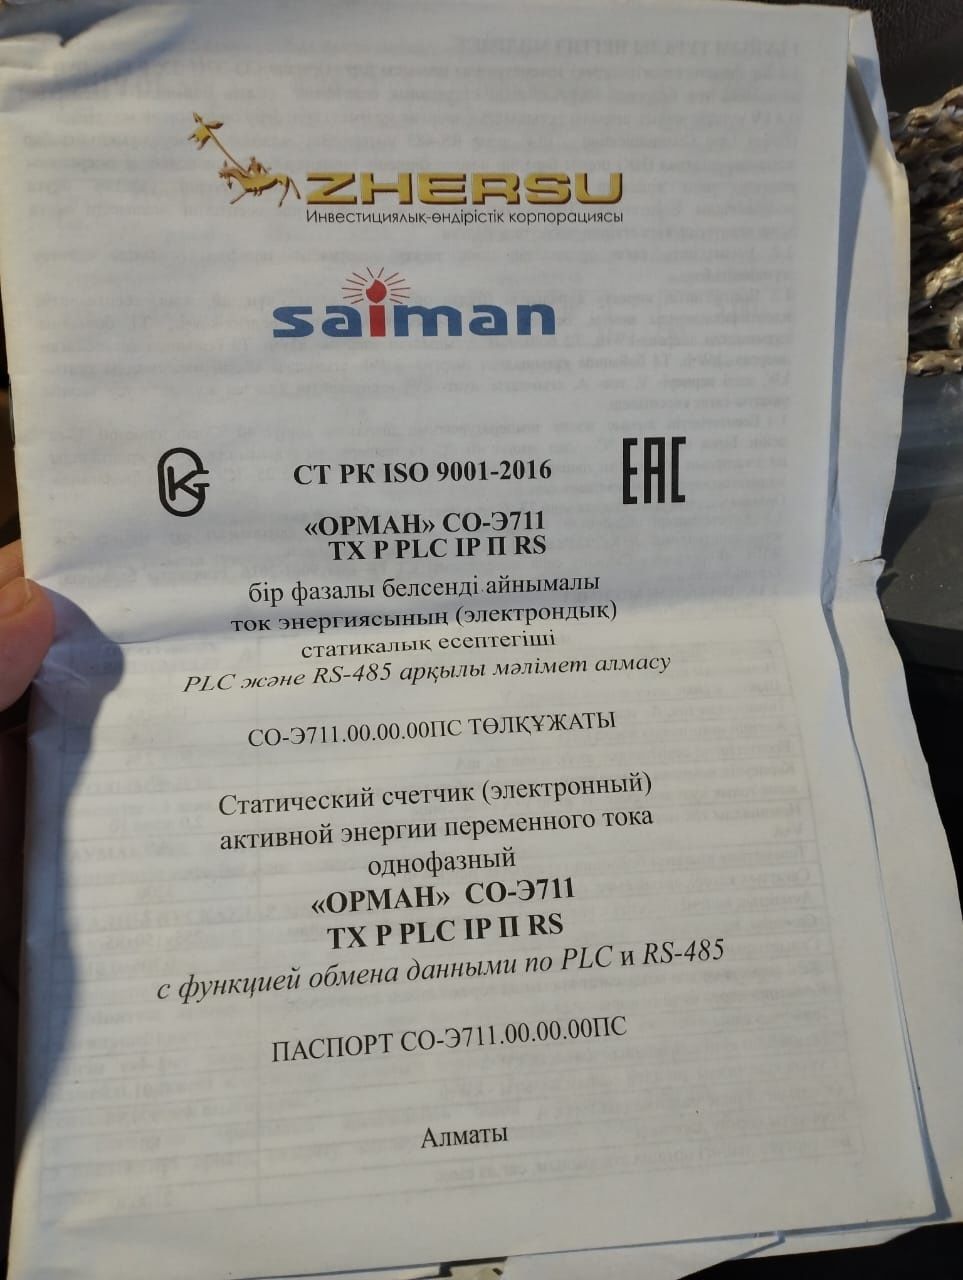 ZHERSU
Инвестициялық-өндірістік корпорациясы
saiman
СТ РК ISO 9001-2016
ЕАС
«ОРМАН» СО-Э711
ТХ Р PLC IP П RS
бір фазалы белсенді айнымалы
ток энергиясының (электрондық)
статикалық есептегіші
PLC және RS-485 арқылы мәлімет алмасу
СО-Э711.00.00.00ПС ТӨЛҚҰЖАТЫ
Статический счетчик (электронный)
активной энергии переменного тока
однофазный
«ОРМАН» СО-Э711
ТХ Р PLC IP П RS
с функцией обмена данными по PLC и RS-485
ПАСПОРТ СО-Э711.00.00.00ПС
Алматы